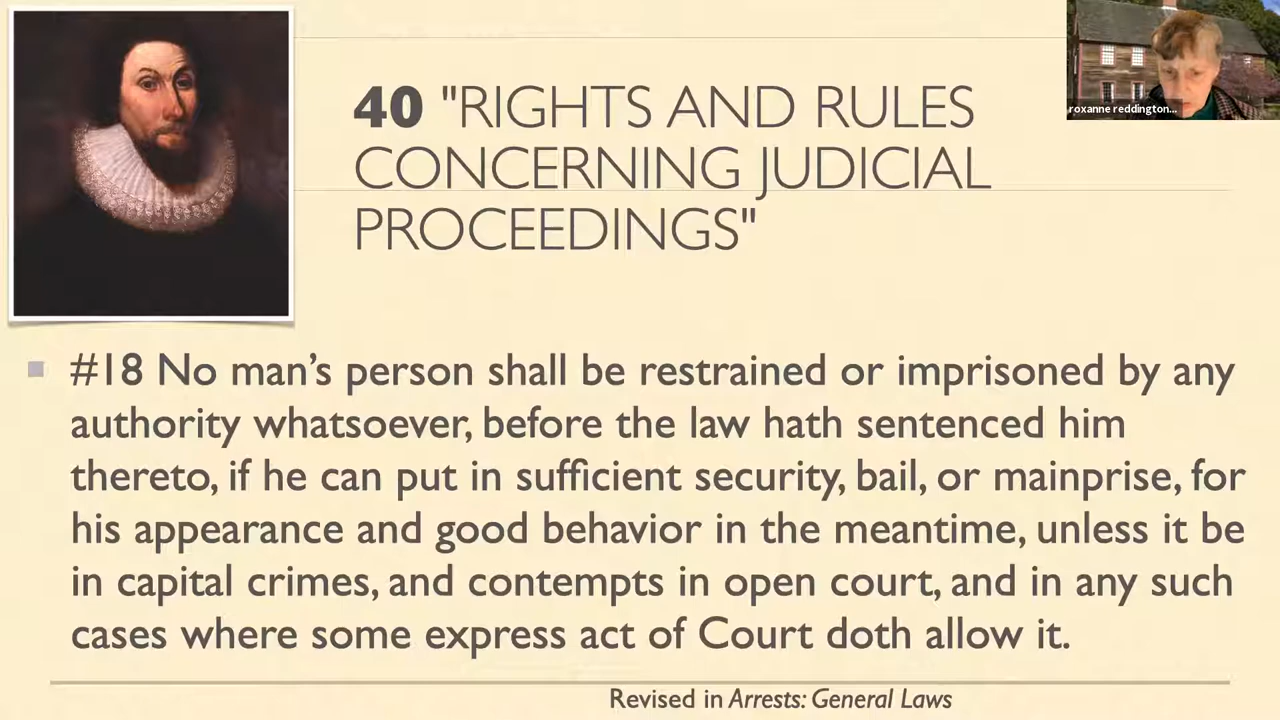 40 "RIGHTS AND RULES
CONCERNING JUDICIAL
PROCEEDINGS"
roxanne reddington...
#18 No man’s person shall be restrained or imprisoned by any
authority whatsoever, before the law hath sentenced him
thereto, if he can put in sufficient security, bail, or mainprise, for
his appearance and good behavior in the meantime, unless it be
in capital crimes, and contempts in open court, and in any such
cases where some express act of Court doth allow it.
Revised in Arrests: General Laws